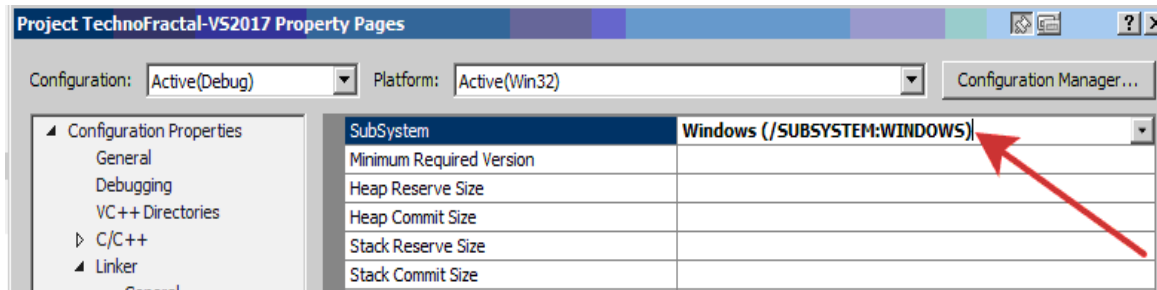 Project TechnoFractal-VS2017 Property Pages
Configuration: Active(Debug) Platform: Active(Win32) Configuration Manager...
Configuration Properties
General
Debugging
VC++ Directories
C/C++
Linker
General
SubSystem Windows (/SUBSYSTEM:WINDOWS)
Minimum Required Version
Heap Reserve Size
Heap Commit Size
Stack Reserve Size
Stack Commit Size